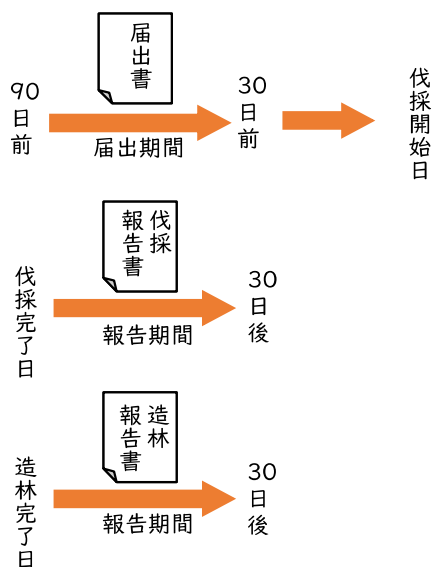 届出書
90日前
届出期間
30日前
伐採開始日
伐採
報告書
伐採完了日
報告期間
30日後
造林
報告書
造林完了日
報告期間
30日後